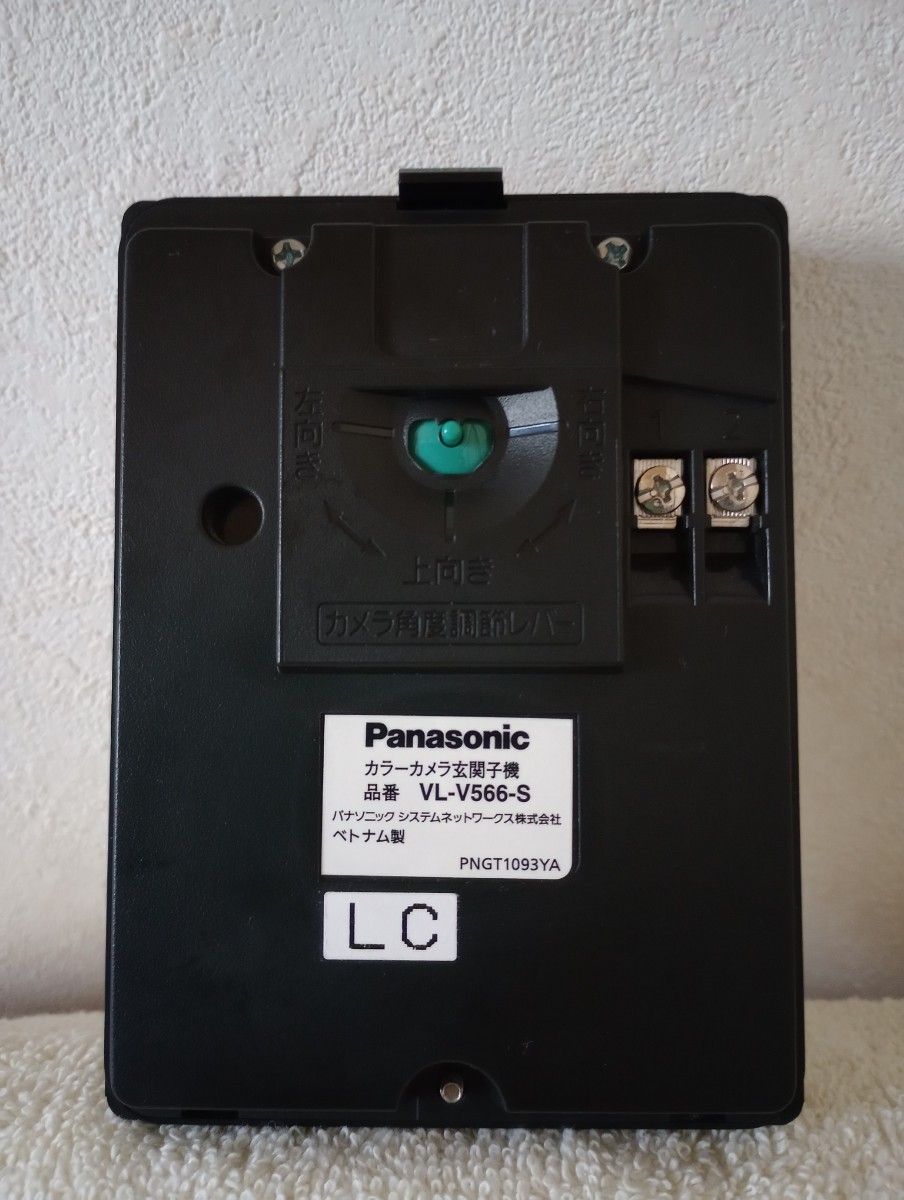 左向き
右向き
1 2
上向き
カメラ角度調節レバー
Panasonic
カラーカメラ玄関子機
品番 VL-V566-S
パナソニック システムネットワークス株式会社
ベトナム製
PNGT1093YA
LC